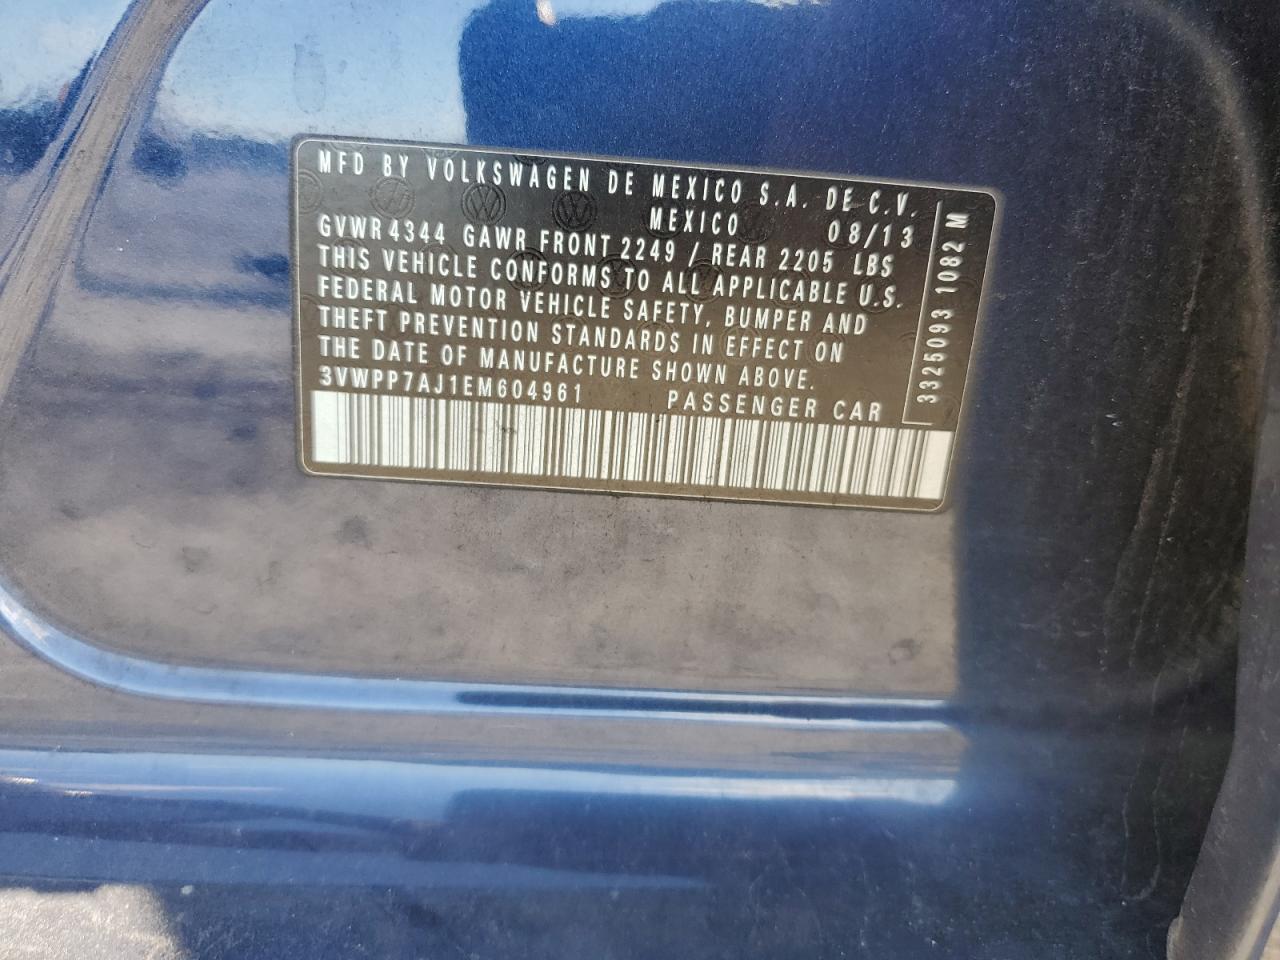 MFD BY VOLKSWAGEN DE MEXICO S.A. DE C.V.
MEXICO 08/13
GVWR 4344 GAWR FRONT 2249 / REAR 2205 LBS
THIS VEHICLE CONFORMS TO ALL APPLICABLE U.S.
FEDERAL MOTOR VEHICLE SAFETY, BUMPER AND
THEFT PREVENTION STANDARDS IN EFFECT ON
THE DATE OF MANUFACTURE SHOWN ABOVE.
3VWPP7AJ1EM604961 PASSENGER CAR
3325093 1082 M